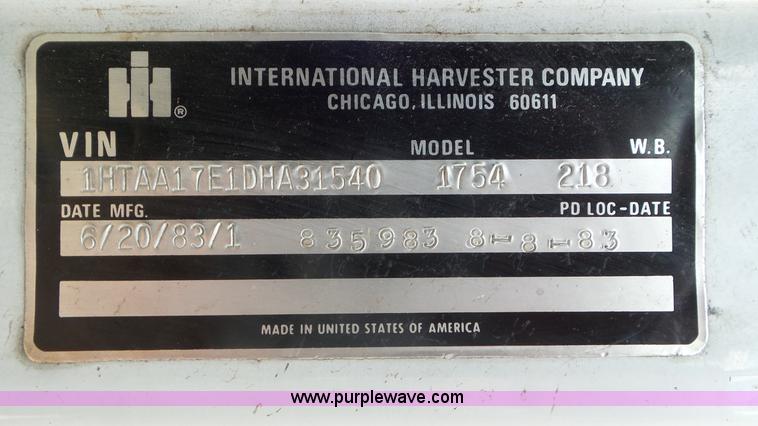 IH®
INTERNATIONAL HARVESTER COMPANY
CHICAGO, ILLINOIS 60611
VIN MODEL W.B.
1HTAA17E1DHA31540 1754 218
DATE MFG. PD LOC-DATE
6/20/83/1 835983 8-8-83
MADE IN UNITED STATES OF AMERICA
www.purplewave.com